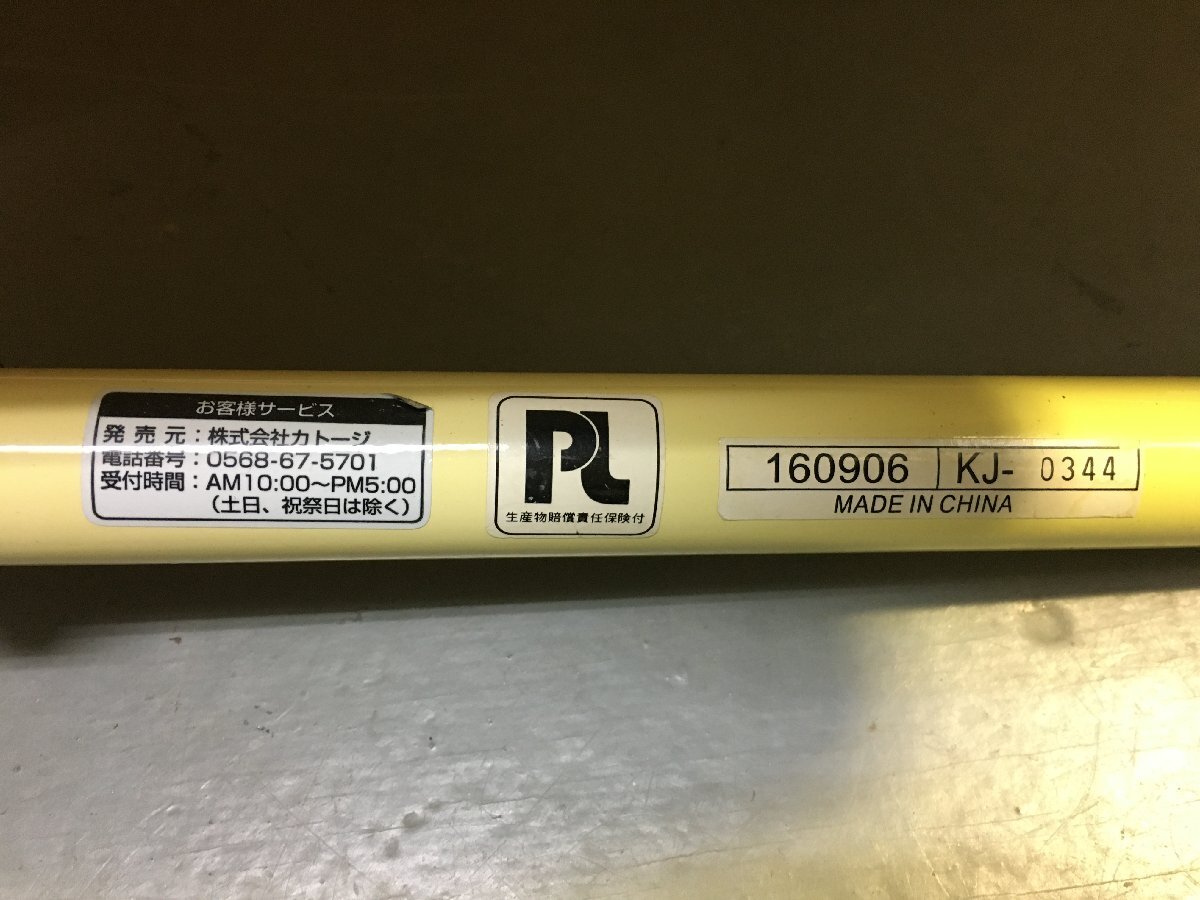 お客様サービス
発売元：株式会社カトージ
電話番号：0568-67-5701
受付時間：AM10:00～PM5:00
（土日、祝祭日は除く）
PL
生産物賠償責任保険付
160906 KJ- 0344
MADE IN CHINA